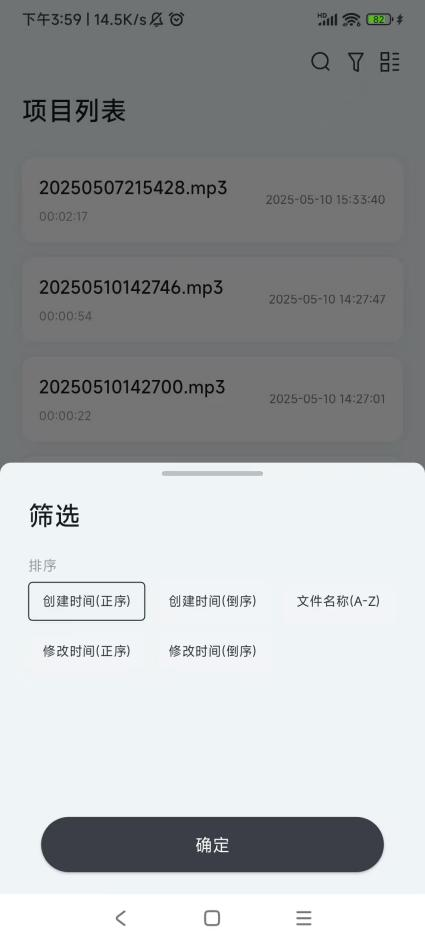 下午3:59 | 14.5K/s
HD
82
项目列表
20250507215428.mp3
2025-05-10 15:33:40
00:02:17
20250510142746.mp3
2025-05-10 14:27:47
00:00:54
20250510142700.mp3
2025-05-10 14:27:01
00:00:22
筛选
排序
创建时间(正序) 创建时间(倒序) 文件名称(A-Z)
修改时间(正序) 修改时间(倒序)
确定